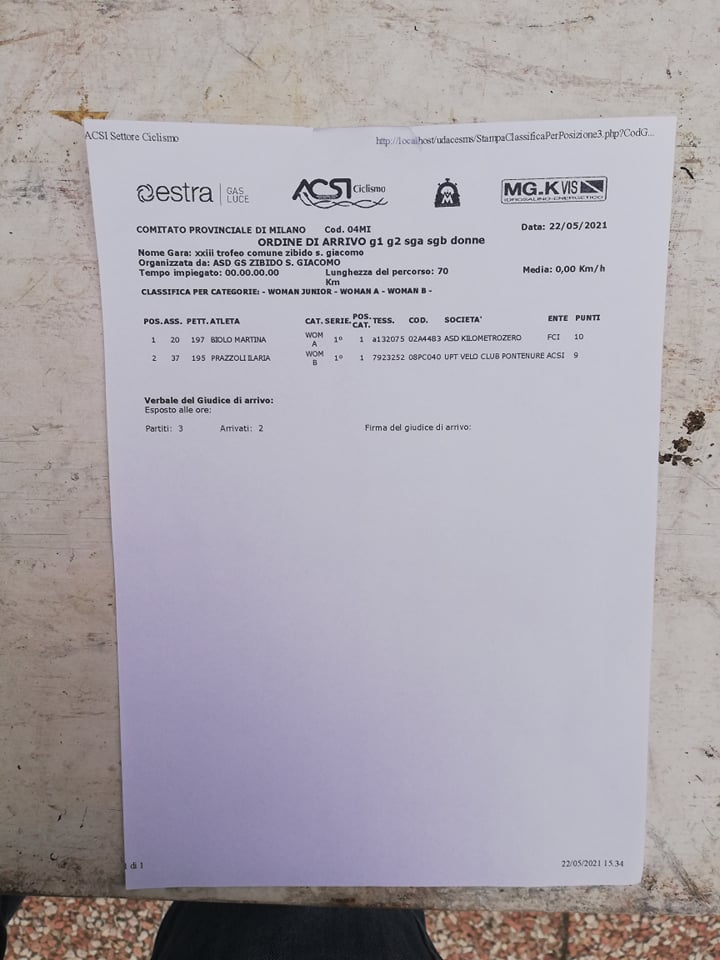 ACSI Settore Ciclismo
http://localhost/udacesms/StampaClassificaPerPosizione3.php?CodG...
estra GAS LUCE
ACSI Ciclismo
MG.K VIS
IDROSALINO-ENERGETICO
COMITATO PROVINCIALE DI MILANO Cod. 04MI Data: 22/05/2021
ORDINE DI ARRIVO g1 g2 sga sgb donne
Nome Gara: xxiii trofeo comune zibido s. giacomo
Organizzata da: ASD GS ZIBIDO S. GIACOMO
Tempo impiegato: 00.00.00.00 Lunghezza del percorso: 70 Km Media: 0,00 Km/h
CLASSIFICA PER CATEGORIE: - WOMAN JUNIOR - WOMAN A - WOMAN B -
POS. ASS. PETT. ATLETA CAT. SERIE. POS. CAT. TESS. COD. SOCIETA' ENTE PUNTI
1 20 197 BIOLO MARTINA WOM A 1º 1 a132075 02A4483 ASD KILOMETROZERO FCI 10
2 37 195 PRAZZOLI ILARIA WOM B 1º 1 7923252 08PC040 UPT VELO CLUB PONTENURE ACSI 9
Verbale del Giudice di arrivo:
Esposto alle ore:
Partiti: 3 Arrivati: 2 Firma del giudice di arrivo:
di 1
22/05/2021 15.34